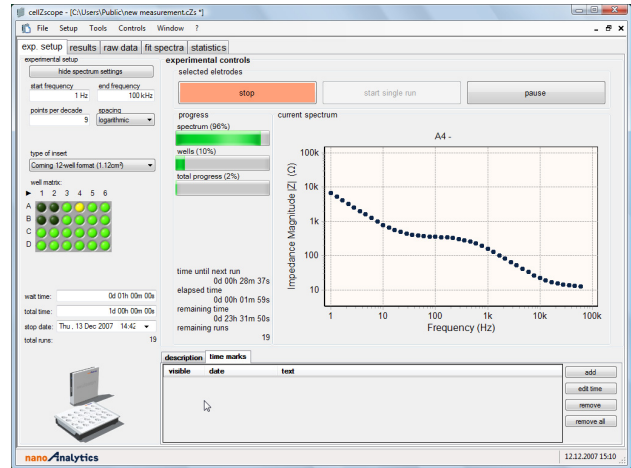 cellZscope - [C:\Users\Public\new measurement.cZs *]
File Setup Tools Controls Window ?
exp. setup results raw data fit spectra statistics
experimental setup
hide spectrum settings
start frequency end frequency
1 Hz 100 kHz
points per decade spacing
9 logarithmic
type of insert
Corning 12-well format (1.12cm²)
well matrix:
1 2 3 4 5 6
A
B
C
D
wait time: 0d 01h 00m 00s
total time: 1d 00h 00m 00s
stop date: Thu , 13 Dec 2007 14:42
total runs: 19
experimental controls
selected eletrodes
stop start single run pause
progress
spectrum (96%)
wells (10%)
total progress (2%)
time until next run
0d 00h 28m 37s
elapsed time
0d 00h 01m 59s
remaining time
0d 23h 31m 50s
remaining runs
19
current spectrum
A4 -
Impedance Magnitude |Z| (Ω)
100k
10k
1k
100
10
1 10 100 1k 10k 100k
Frequency (Hz)
description time marks
visible date text
add
edit time
remove
remove all
nanoAnalytics
12.12.2007 15:10